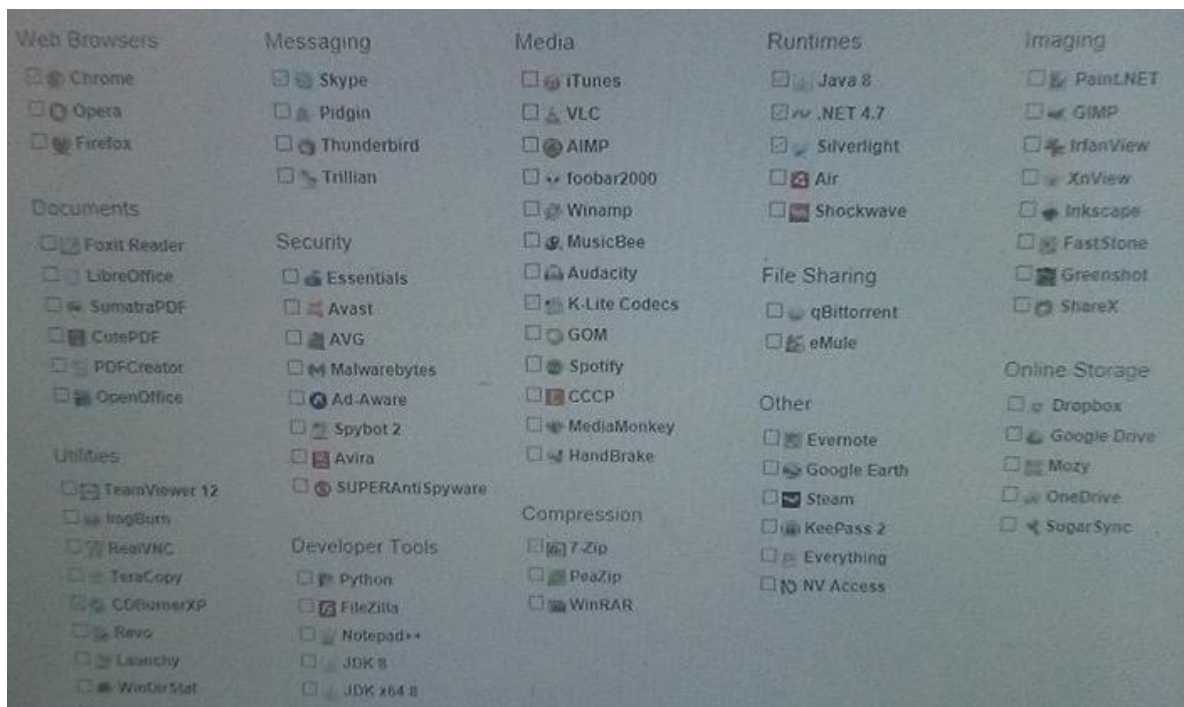 Web Browsers
Chrome
Opera
Firefox
Documents
Foxit Reader
LibreOffice
SumatraPDF
CutePDF
PDFCreator
OpenOffice
Utilities
TeamViewer 12
ImgBurn
RealVNC
TeraCopy
CDBurnerXP
Revo
Launchy
WinDirStat
Messaging
Skype
Pidgin
Thunderbird
Trillian
Security
Essentials
Avast
AVG
Malwarebytes
Ad-Aware
Spybot 2
Avira
SUPERAntiSpyware
Developer Tools
Python
FileZilla
Notepad++
JDK 8
JDK x64 8
Media
iTunes
VLC
AIMP
foobar2000
Winamp
MusicBee
Audacity
K-Lite Codecs
GOM
Spotify
CCCP
MediaMonkey
HandBrake
Compression
7-Zip
PeaZip
WinRAR
Runtimes
Java 8
.NET 4.7
Silverlight
Air
Shockwave
File Sharing
qBittorrent
eMule
Other
Evernote
Google Earth
Steam
KeePass 2
Everything
NV Access
Imaging
Paint.NET
GIMP
IrfanView
XnView
Inkscape
FastStone
Greenshot
ShareX
Online Storage
Dropbox
Google Drive
Mozy
OneDrive
SugarSync